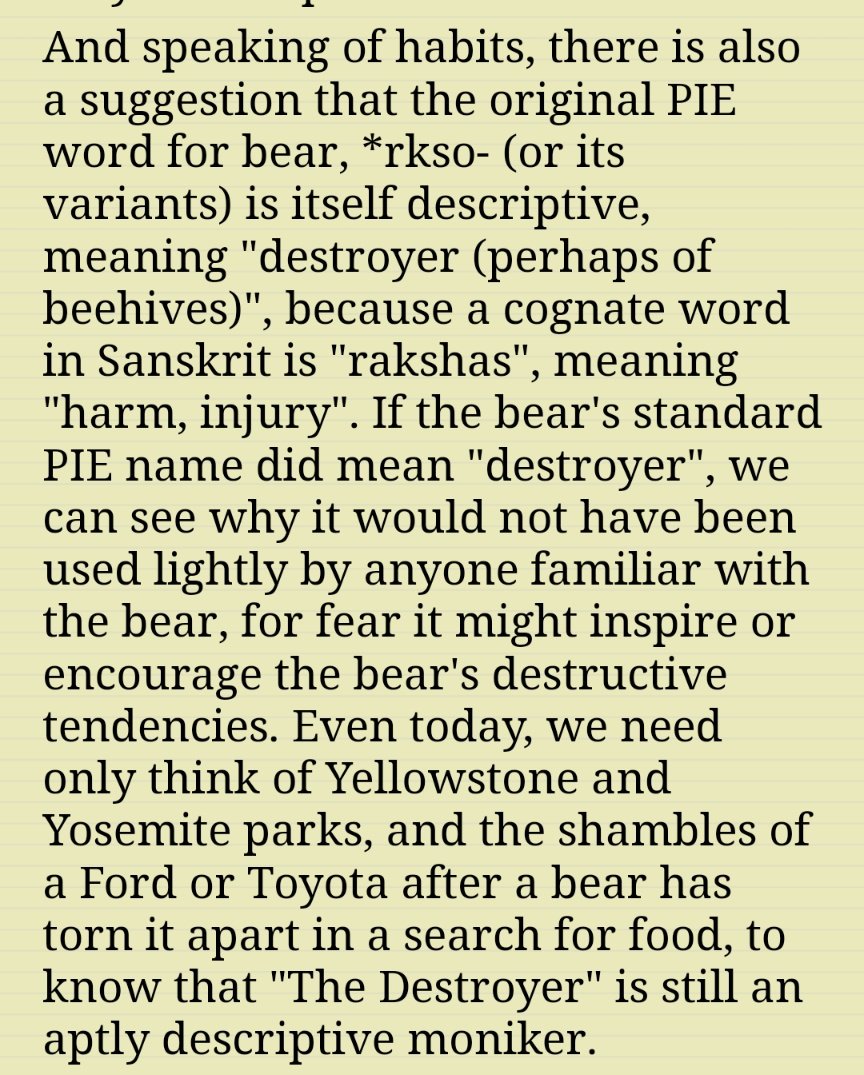 And speaking of habits, there is also
a suggestion that the original PIE
word for bear, *rkso- (or its
variants) is itself descriptive,
meaning "destroyer (perhaps of
beehives)", because a cognate word
in Sanskrit is "rakshas", meaning
"harm, injury". If the bear's standard
PIE name did mean "destroyer", we
can see why it would not have been
used lightly by anyone familiar with
the bear, for fear it might inspire or
encourage the bear's destructive
tendencies. Even today, we need
only think of Yellowstone and
Yosemite parks, and the shambles of
a Ford or Toyota after a bear has
torn it apart in a search for food, to
know that "The Destroyer" is still an
aptly descriptive moniker.